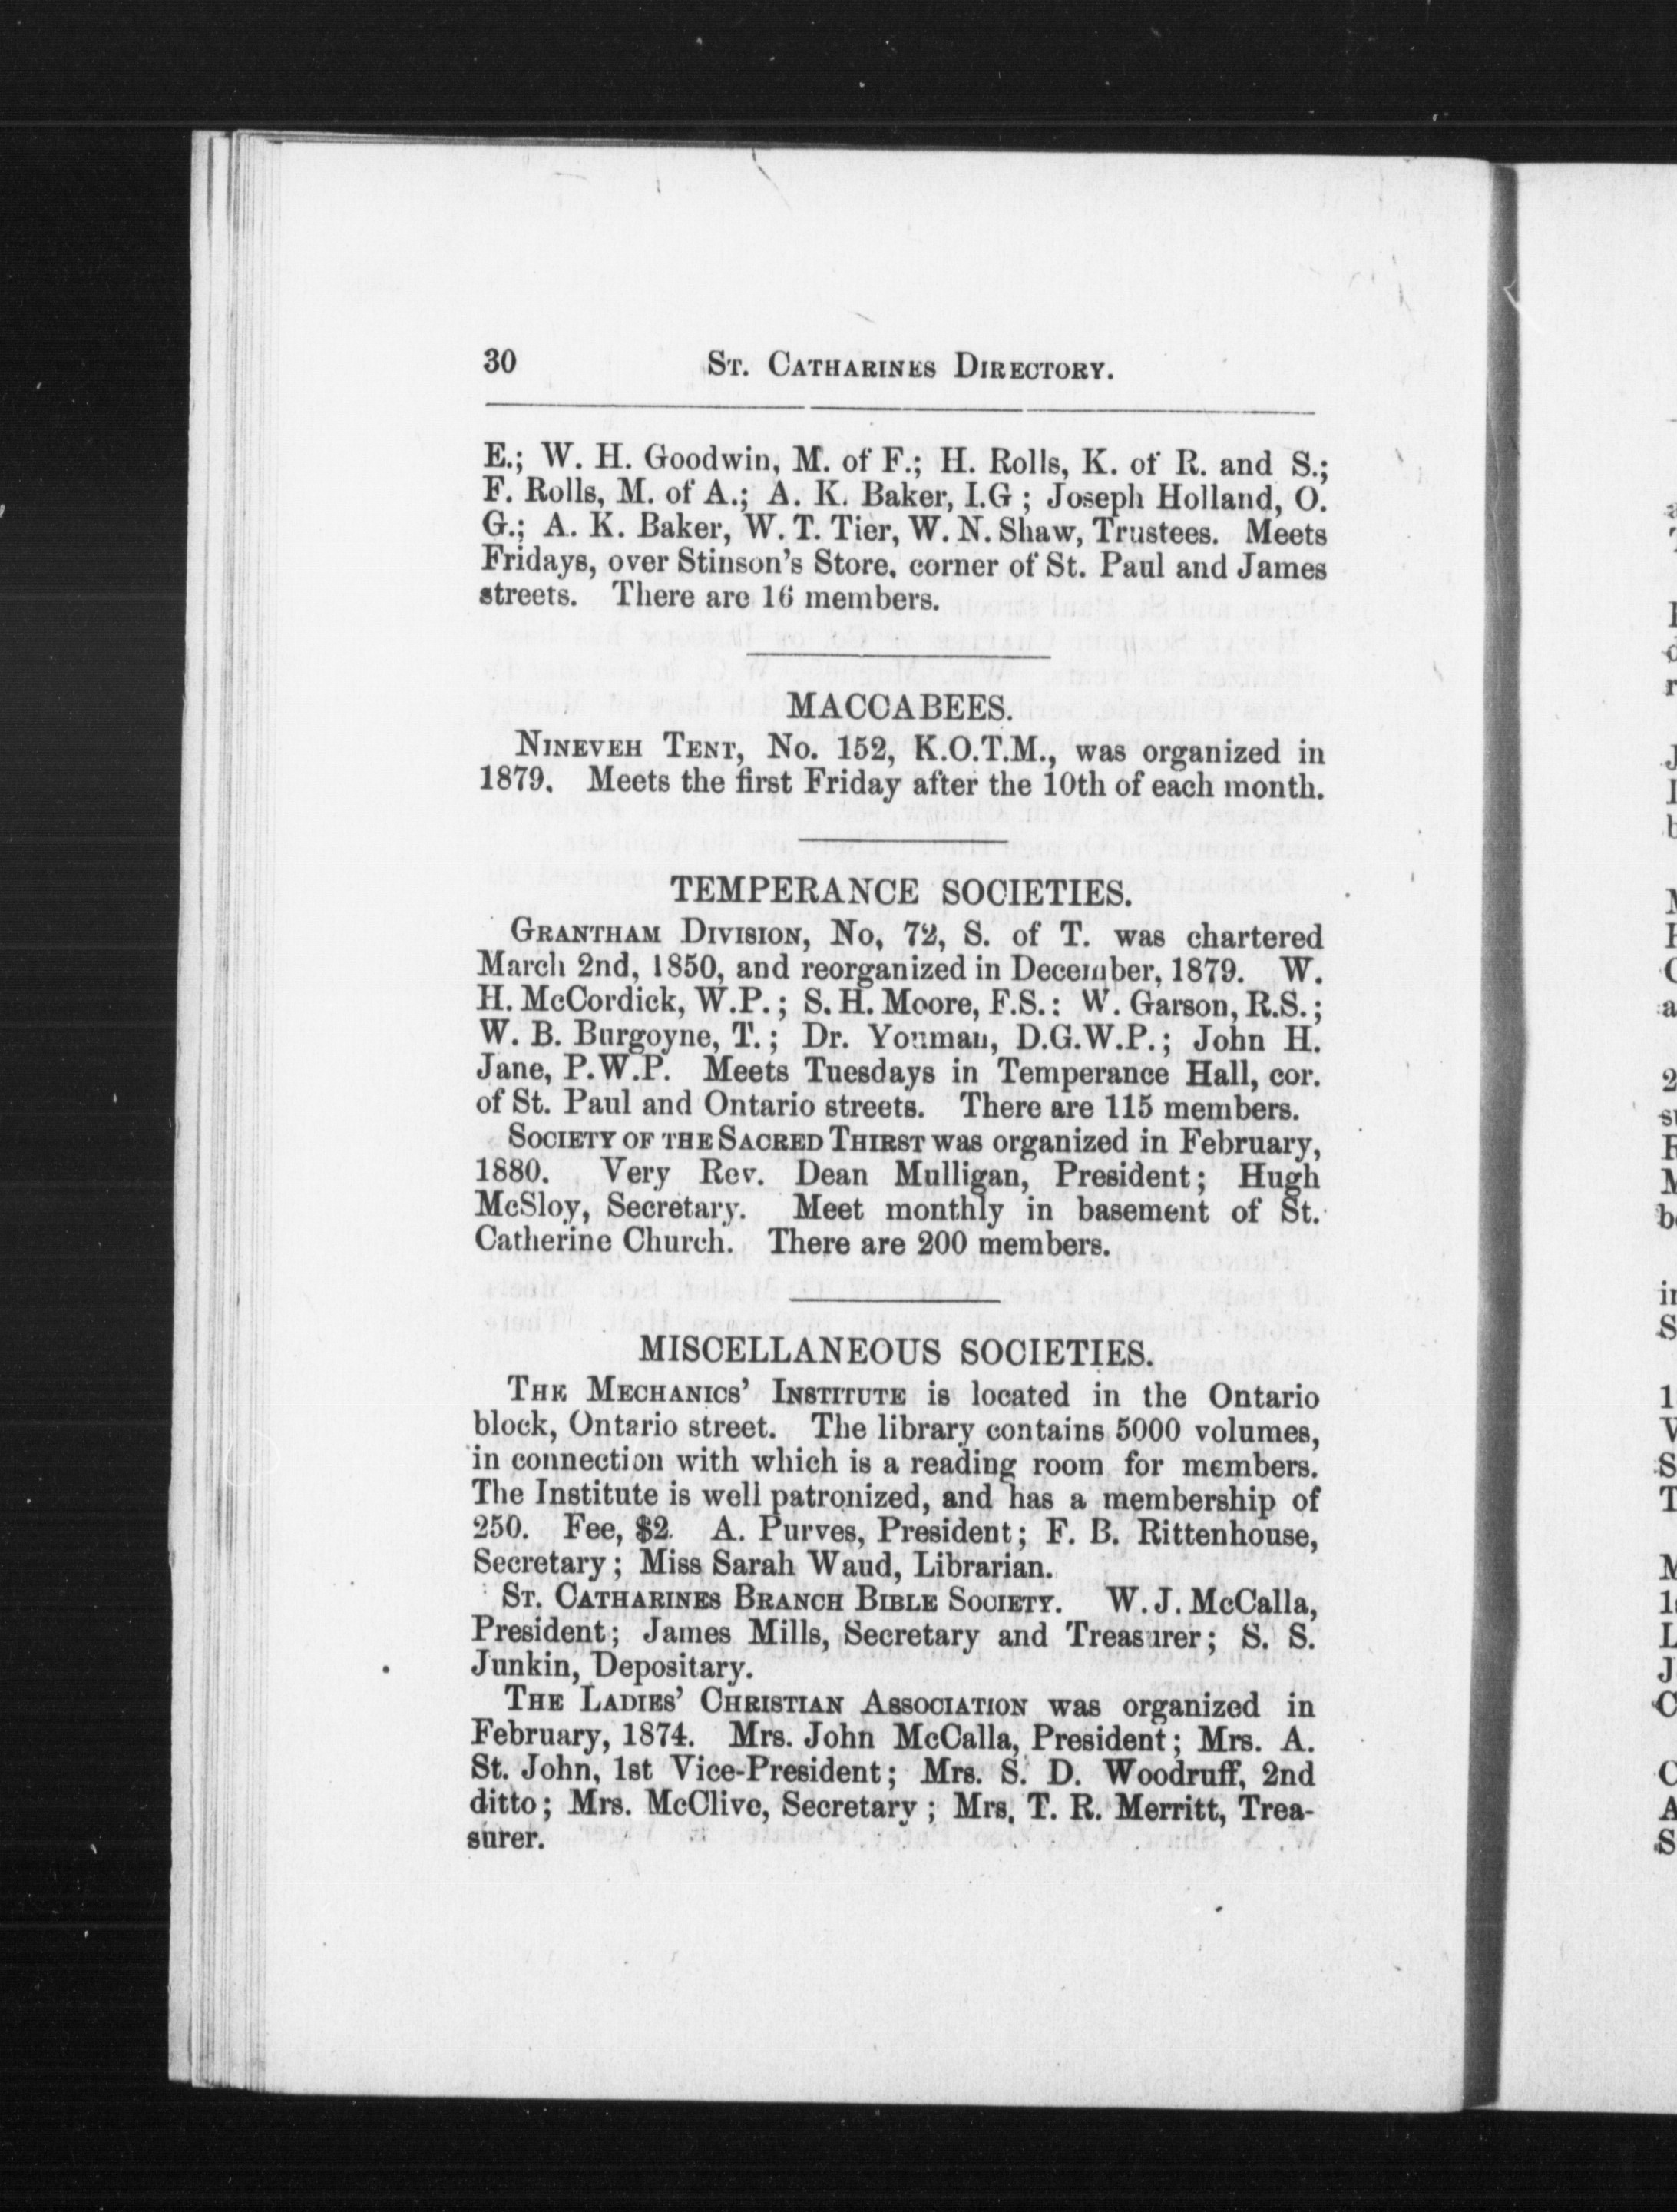 30 St. Catharines Directory.
E.; W. H. Goodwin, M. of F.; H. Rolls, K. of R. and S.;
F. Rolls, M. of A.; A. K. Baker, I.G ; Joseph Holland, O.
G.; A. K. Baker, W. T. Tier, W. N. Shaw, Trustees. Meets
Fridays, over Stinson's Store, corner of St. Paul and James
streets. There are 16 members.
MACCABEES.
Nineveh Tent, No. 152, K.O.T.M., was organized in
1879. Meets the first Friday after the 10th of each month.
TEMPERANCE SOCIETIES.
Grantham Division, No, 72, S. of T. was chartered
March 2nd, 1850, and reorganized in December, 1879. W.
H. McCordick, W.P.; S. H. Moore, F.S.: W. Garson, R.S.;
W. B. Burgoyne, T.; Dr. Youman, D.G.W.P.; John H.
Jane, P.W.P. Meets Tuesdays in Temperance Hall, cor.
of St. Paul and Ontario streets. There are 115 members.
Society of the Sacred Thirst was organized in February,
1880. Very Rev. Dean Mulligan, President; Hugh
McSloy, Secretary. Meet monthly in basement of St.
Catherine Church. There are 200 members.
MISCELLANEOUS SOCIETIES.
The Mechanics' Institute is located in the Ontario
block, Ontario street. The library contains 5000 volumes,
in connection with which is a reading room for members.
The Institute is well patronized, and has a membership of
250. Fee, $2. A. Purves, President; F. B. Rittenhouse,
Secretary; Miss Sarah Waud, Librarian.
St. Catharines Branch Bible Society. W. J. McCalla,
President; James Mills, Secretary and Treasurer; S. S.
Junkin, Depositary.
The Ladies' Christian Association was organized in
February, 1874. Mrs. John McCalla, President; Mrs. A.
St. John, 1st Vice-President; Mrs. S. D. Woodruff, 2nd
ditto; Mrs. McClive, Secretary; Mrs. T. R. Merritt, Trea-
surer.